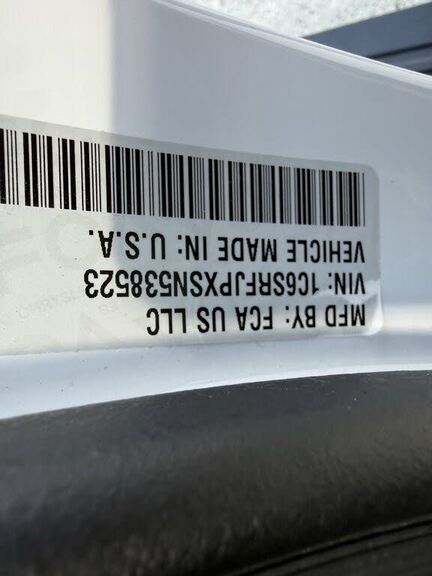 MFD BY: FCA US LLC
VIN: 1C6SRFJPXSN538523
VEHICLE MADE IN: U.S.A.